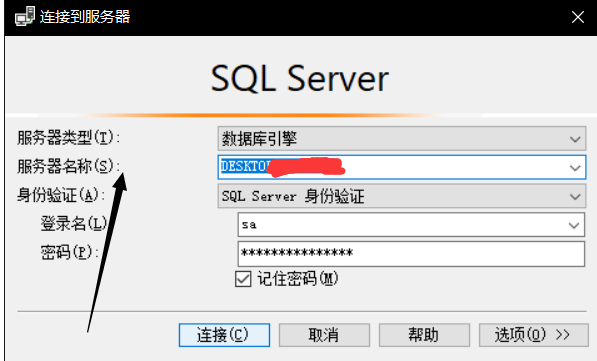 连接到服务器
SQL Server
服务器类型(T): 数据库引擎
服务器名称(S): DESKTO
身份验证(A): SQL Server 身份验证
登录名(L) sa
密码(P): ***************
记住密码(M)
连接(C) 取消 帮助 选项(O) >>